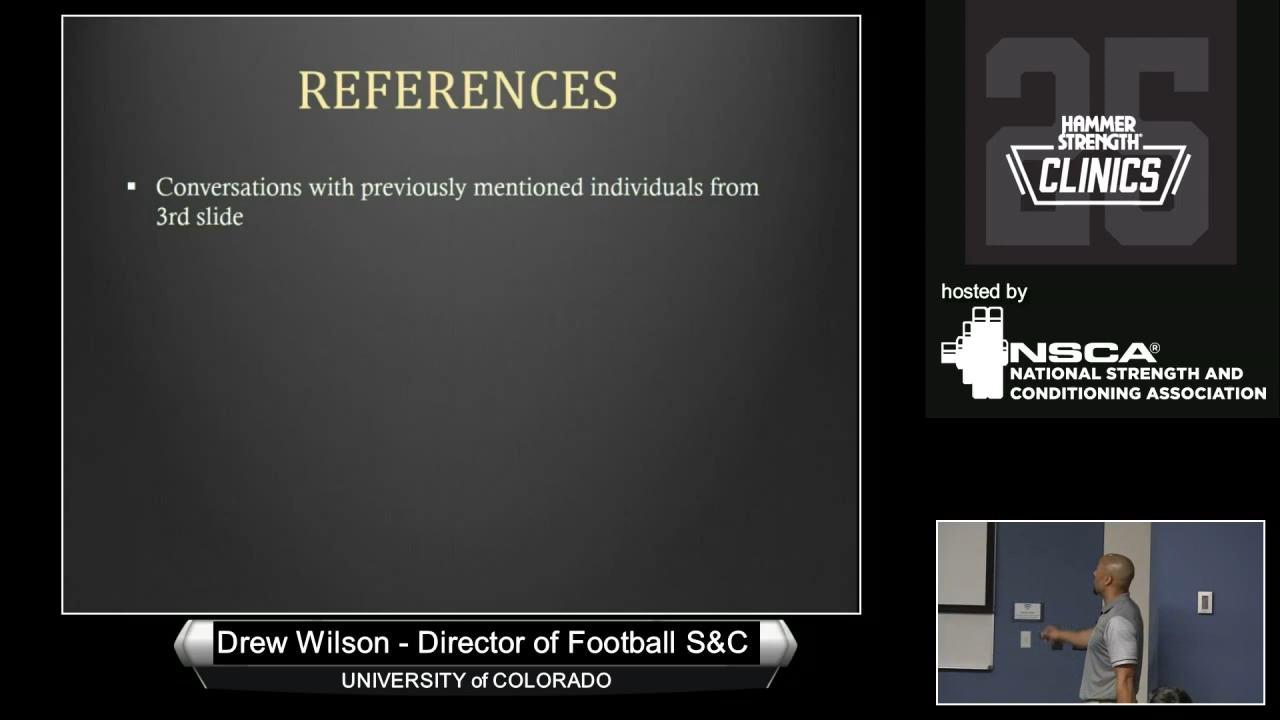 REFERENCES
Conversations with previously mentioned individuals from
3rd slide
25
HAMMER
STRENGTH
CLINICS
hosted by
NSCA®
NATIONAL STRENGTH AND
CONDITIONING ASSOCIATION
Drew Wilson - Director of Football S&C
UNIVERSITY of COLORADO